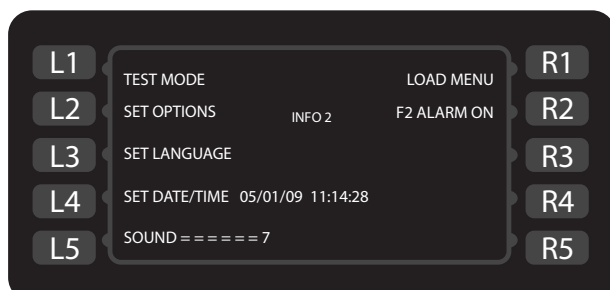 L1 TEST MODE LOAD MENU R1
L2 SET OPTIONS INFO 2 F2 ALARM ON R2
L3 SET LANGUAGE R3
L4 SET DATE/TIME 05/01/09 11:14:28 R4
L5 SOUND = = = = = = 7 R5